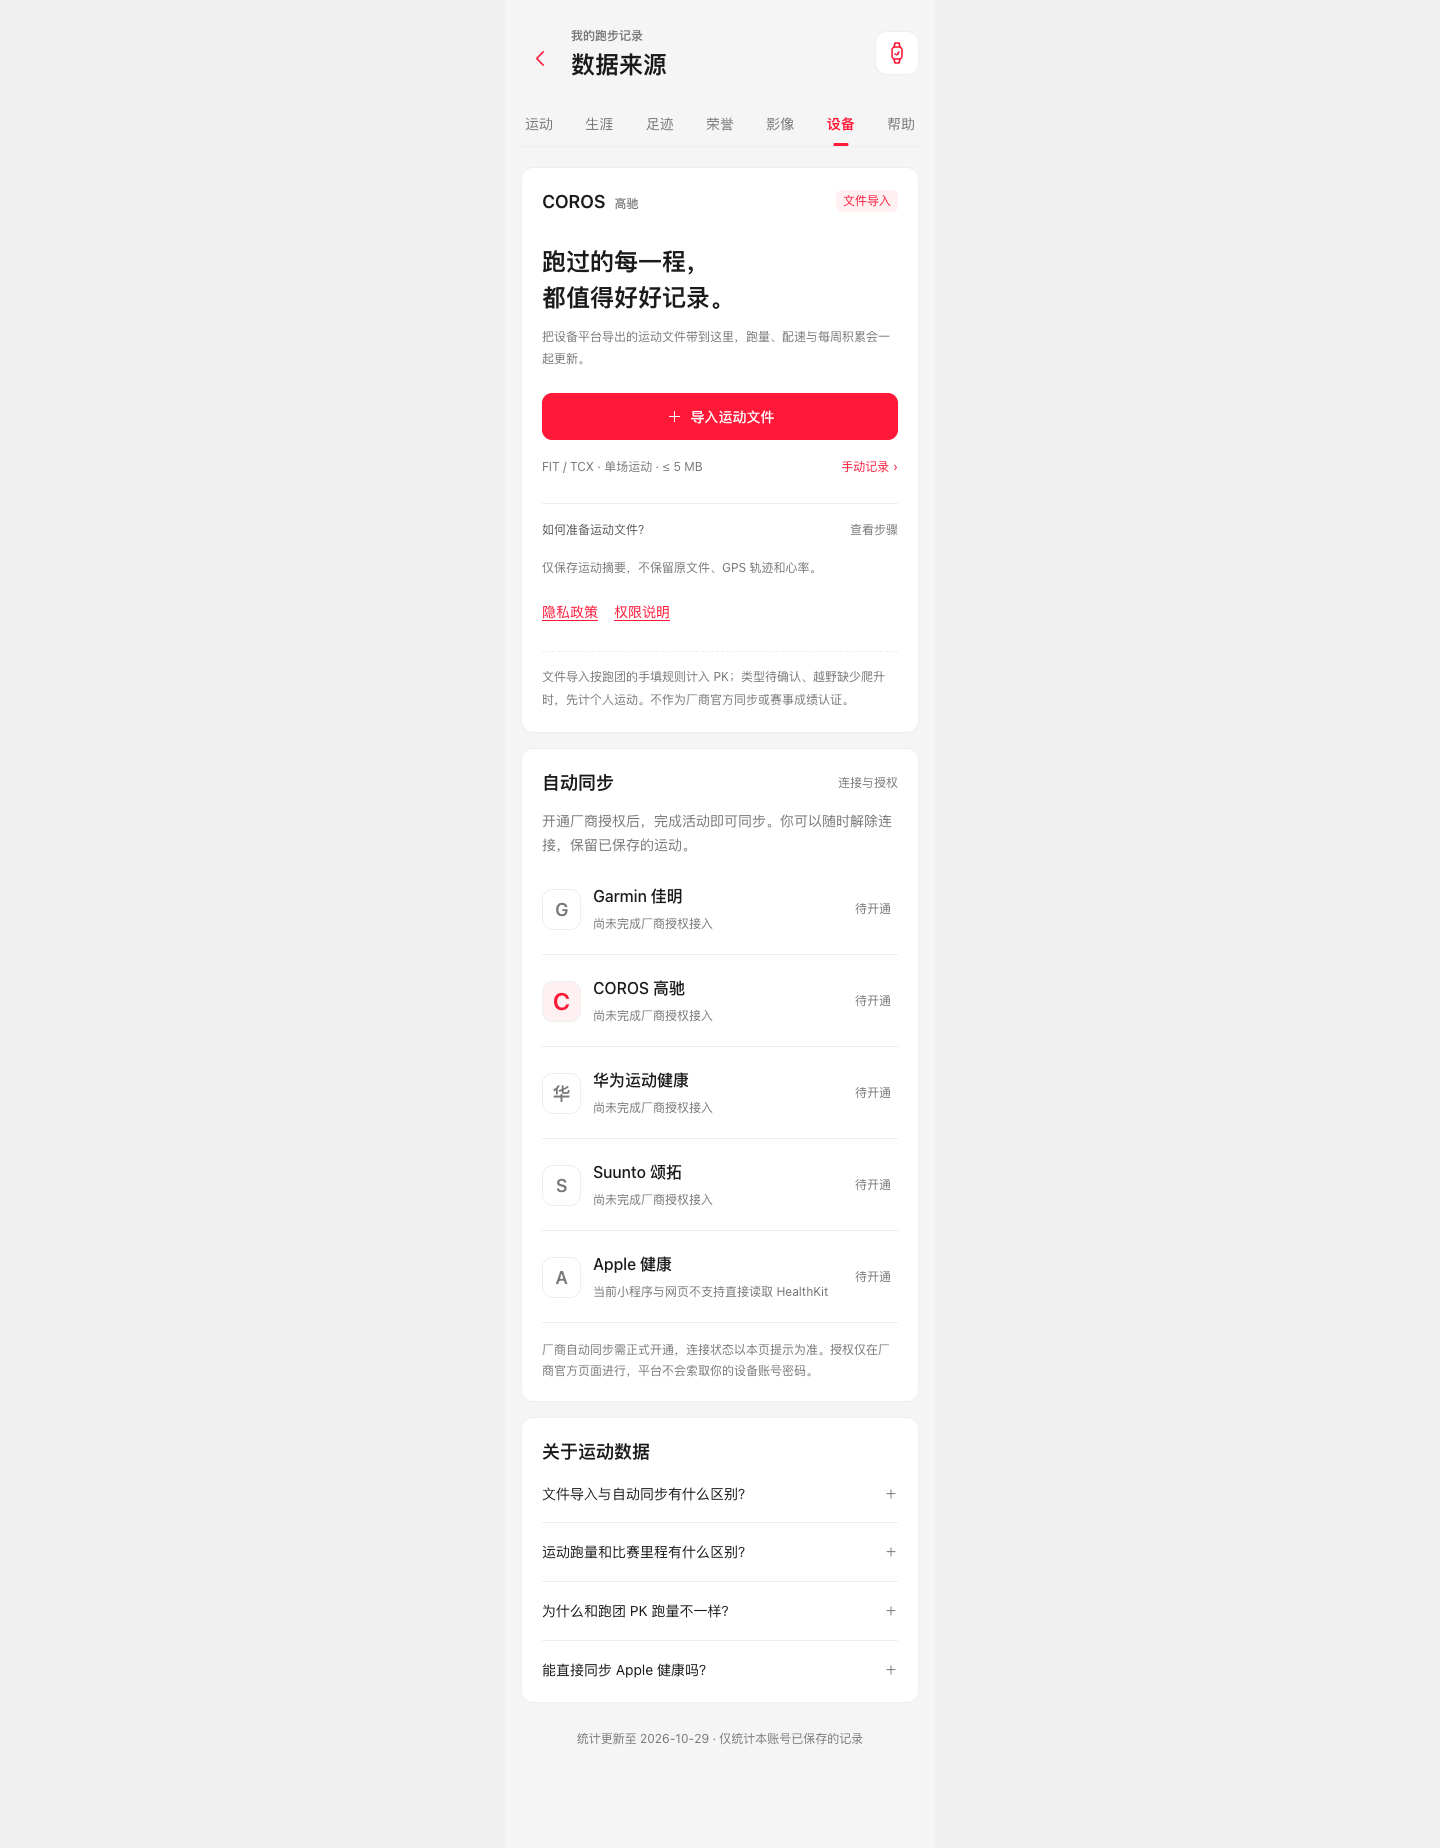 我的跑步记录
数据来源
运动 生涯 足迹 荣誉 影像 设备 帮助
COROS 高驰 文件导入
跑过的每一程，
都值得好好记录。
把设备平台导出的运动文件带到这里，跑量、配速与每周积累会一
起更新。
＋ 导入运动文件
FIT / TCX · 单场运动 · ≤ 5 MB 手动记录 ›
如何准备运动文件? 查看步骤
仅保存运动摘要，不保留原文件、GPS 轨迹和心率。
隐私政策 权限说明
文件导入按跑团的手填规则计入 PK；类型待确认、越野缺少爬升
时，先计个人运动。不作为厂商官方同步或赛事成绩认证。
自动同步 连接与授权
开通厂商授权后，完成活动即可同步。你可以随时解除连
接，保留已保存的运动。
G Garmin 佳明 待开通
尚未完成厂商授权接入
C COROS 高驰 待开通
尚未完成厂商授权接入
华 华为运动健康 待开通
尚未完成厂商授权接入
S Suunto 颂拓 待开通
尚未完成厂商授权接入
A Apple 健康 待开通
当前小程序与网页不支持直接读取 HealthKit
厂商自动同步需正式开通，连接状态以本页提示为准。授权仅在厂
商官方页面进行，平台不会索取你的设备账号密码。
关于运动数据
文件导入与自动同步有什么区别? +
运动跑量和比赛里程有什么区别? +
为什么和跑团 PK 跑量不一样? +
能直接同步 Apple 健康吗? +
统计更新至 2026-10-29 · 仅统计本账号已保存的记录